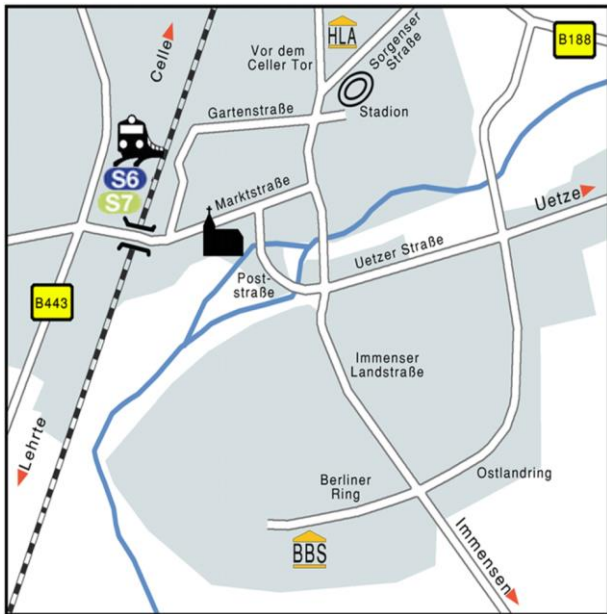 HLA
Vor dem
Celler Tor
Sorgenser
Straße
B188
Celle
Gartenstraße
Stadion
S6
S7
Marktstraße
Uetze
Uetzer Straße
Post-
straße
B443
Immenser
Landstraße
Lehrte
Berliner
Ring
Ostlandring
BBS
Immensen